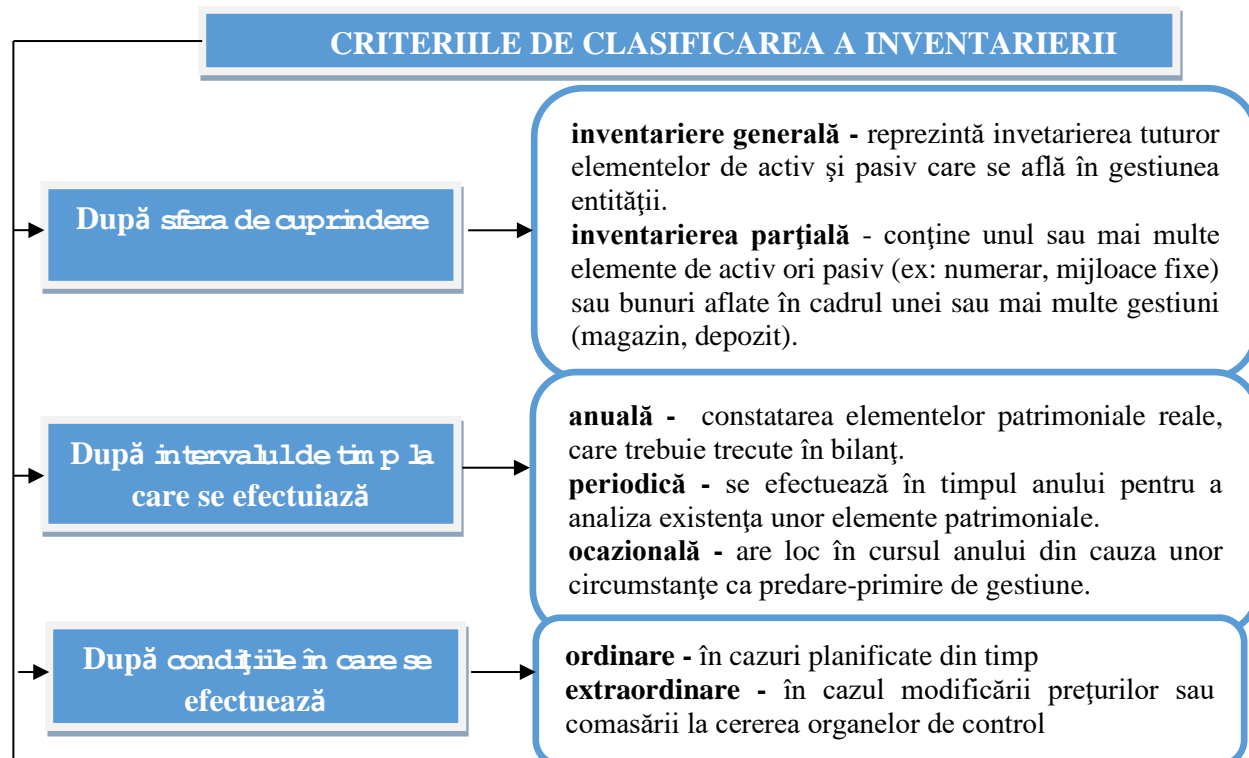 CRITERIILE DE CLASIFICAREA A INVENTARIERII
După sfera de cuprindere
inventariere generală - reprezintă invetarierea tuturor
elementelor de activ şi pasiv care se află în gestiunea
entităţii.
inventarierea parţială - conţine unul sau mai multe
elemente de activ ori pasiv (ex: numerar, mijloace fixe)
sau bunuri aflate în cadrul unei sau mai multe gestiuni
(magazin, depozit).
După intervalul de timp la
care se efectuiază
anuală - constatarea elementelor patrimoniale reale,
care trebuie trecute în bilanţ.
periodică - se efectuează în timpul anului pentru a
analiza existenţa unor elemente patrimoniale.
ocazională - are loc în cursul anului din cauza unor
circumstanţe ca predare-primire de gestiune.
După condiţiile în care se
efectuează
ordinare - în cazuri planificate din timp
extraordinare - în cazul modificării preţurilor sau
comasării la cererea organelor de control